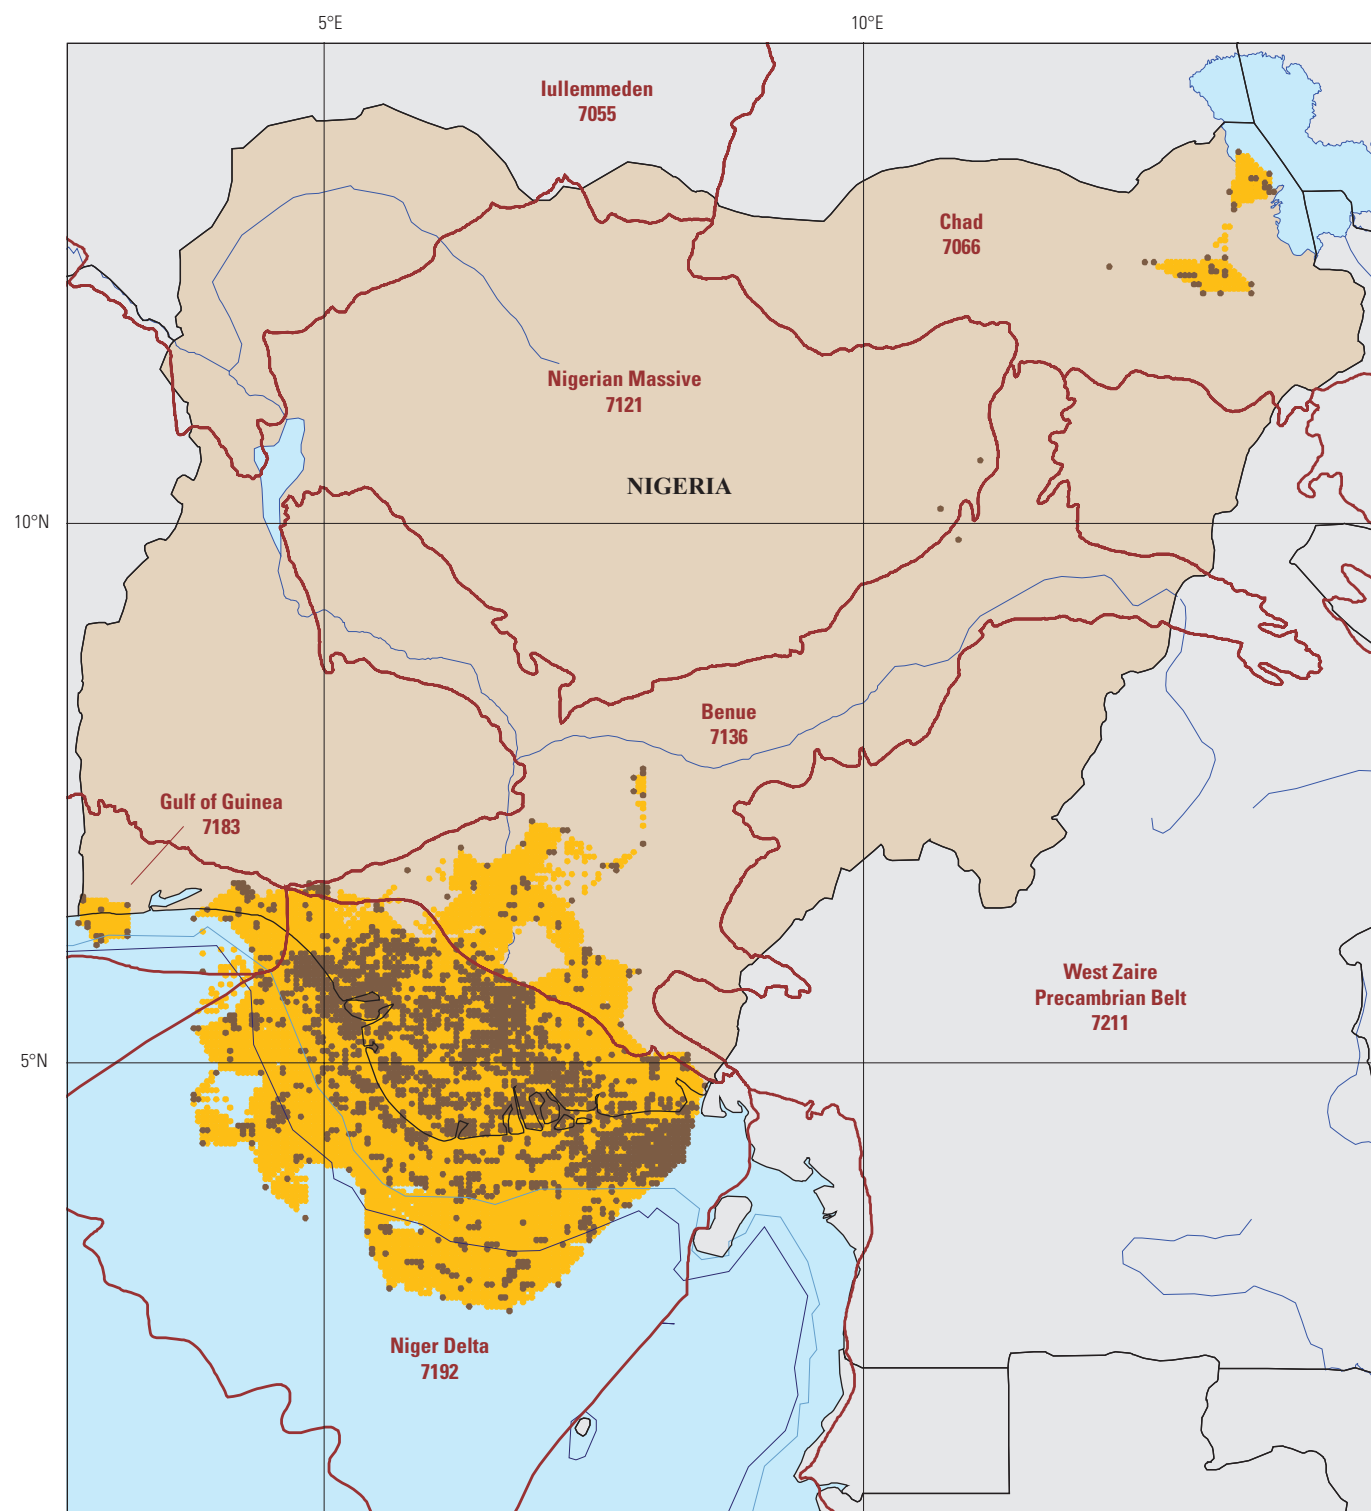 5°E
10°E
Iullemmeden
7055
Chad
7066
Nigerian Massive
7121
NIGERIA
10°N
Benue
7136
Gulf of Guinea
7183
West Zaire
Precambrian Belt
7211
5°N
Niger Delta
7192